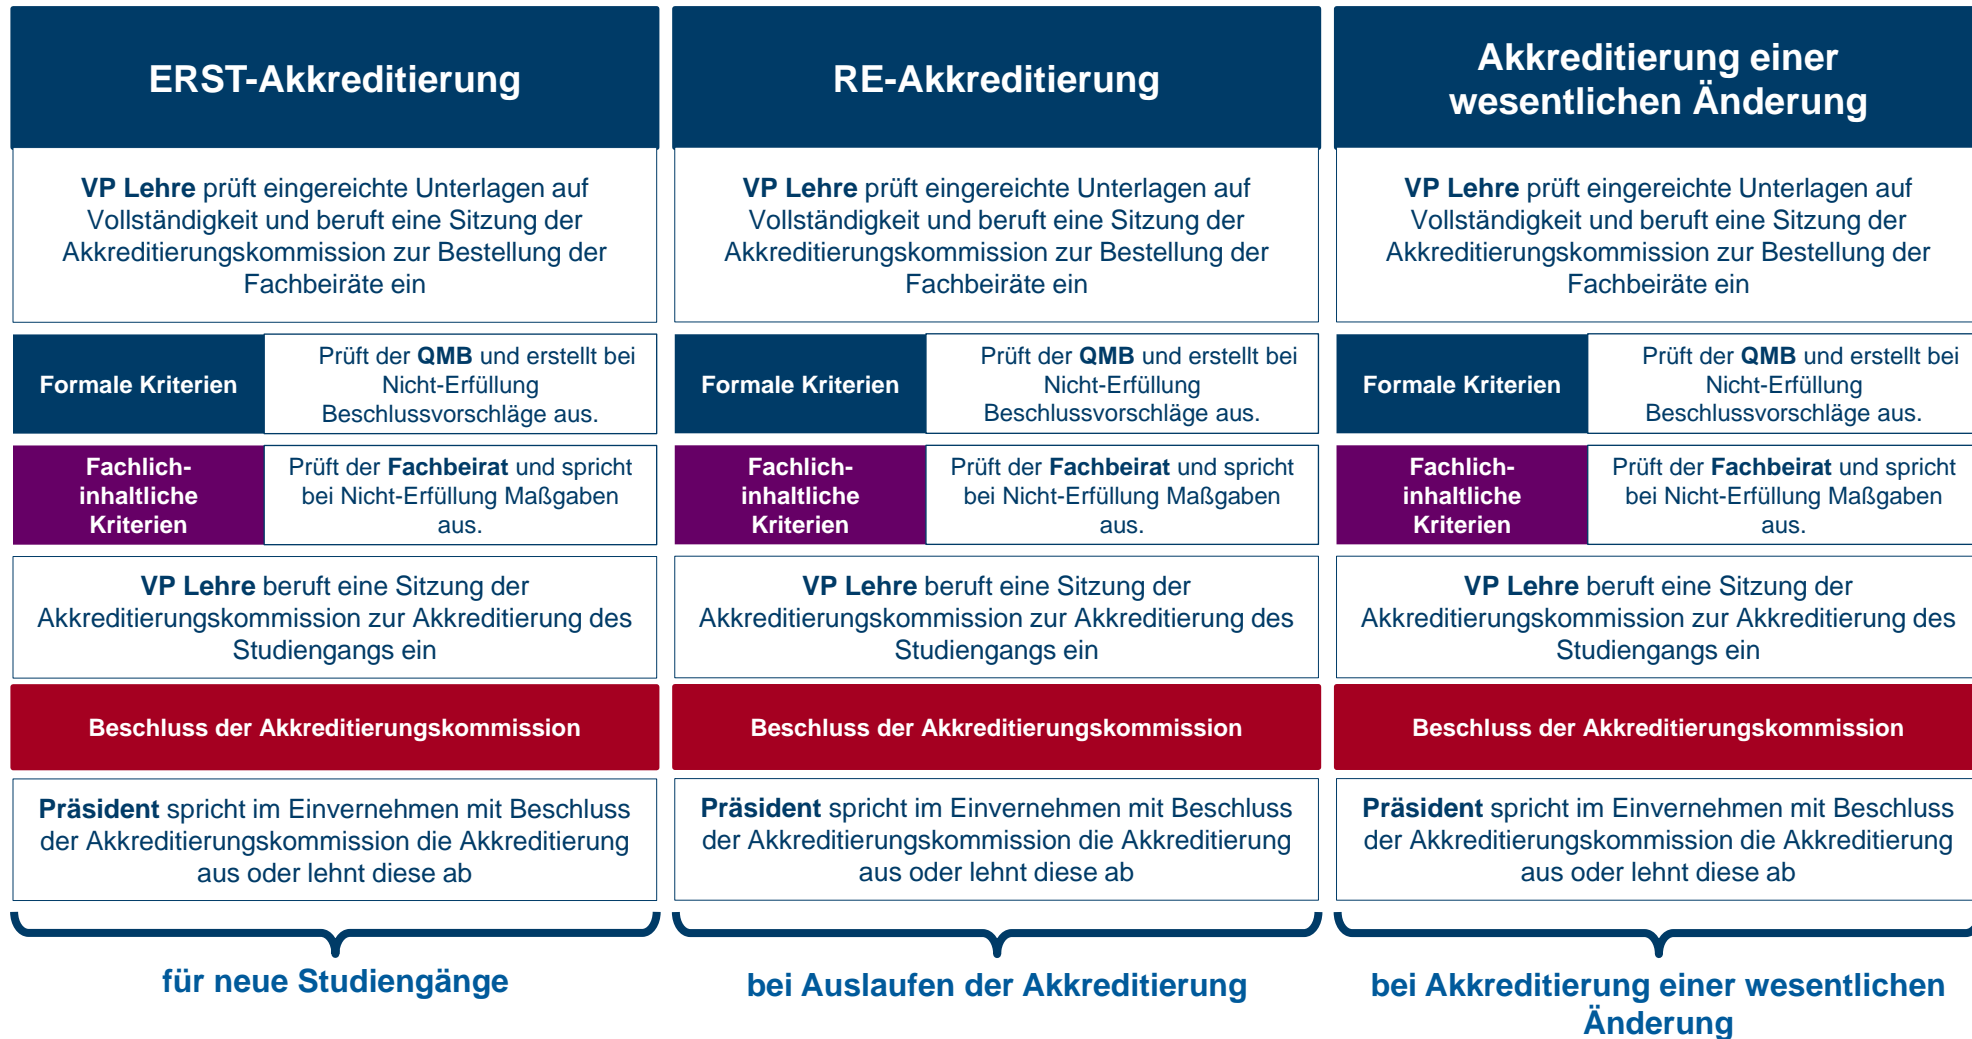 ERST-Akkreditierung
VP Lehre prüft eingereichte Unterlagen auf
Vollständigkeit und beruft eine Sitzung der
Akkreditierungskommission zur Bestellung der
Fachbeiräte ein
Formale Kriterien
Prüft der QMB und erstellt bei
Nicht-Erfüllung
Beschlussvorschläge aus.
Fachlich-
inhaltliche
Kriterien
Prüft der Fachbeirat und spricht
bei Nicht-Erfüllung Maßgaben
aus.
VP Lehre beruft eine Sitzung der
Akkreditierungskommission zur Akkreditierung des
Studiengangs ein
Beschluss der Akkreditierungskommission
Präsident spricht im Einvernehmen mit Beschluss
der Akkreditierungskommission die Akkreditierung
aus oder lehnt diese ab
für neue Studiengänge
RE-Akkreditierung
VP Lehre prüft eingereichte Unterlagen auf
Vollständigkeit und beruft eine Sitzung der
Akkreditierungskommission zur Bestellung der
Fachbeiräte ein
Formale Kriterien
Prüft der QMB und erstellt bei
Nicht-Erfüllung
Beschlussvorschläge aus.
Fachlich-
inhaltliche
Kriterien
Prüft der Fachbeirat und spricht
bei Nicht-Erfüllung Maßgaben
aus.
VP Lehre beruft eine Sitzung der
Akkreditierungskommission zur Akkreditierung des
Studiengangs ein
Beschluss der Akkreditierungskommission
Präsident spricht im Einvernehmen mit Beschluss
der Akkreditierungskommission die Akkreditierung
aus oder lehnt diese ab
bei Auslaufen der Akkreditierung
Akkreditierung einer
wesentlichen Änderung
VP Lehre prüft eingereichte Unterlagen auf
Vollständigkeit und beruft eine Sitzung der
Akkreditierungskommission zur Bestellung der
Fachbeiräte ein
Formale Kriterien
Prüft der QMB und erstellt bei
Nicht-Erfüllung
Beschlussvorschläge aus.
Fachlich-
inhaltliche
Kriterien
Prüft der Fachbeirat und spricht
bei Nicht-Erfüllung Maßgaben
aus.
VP Lehre beruft eine Sitzung der
Akkreditierungskommission zur Akkreditierung des
Studiengangs ein
Beschluss der Akkreditierungskommission
Präsident spricht im Einvernehmen mit Beschluss
der Akkreditierungskommission die Akkreditierung
aus oder lehnt diese ab
bei Akkreditierung einer wesentlichen
Änderung